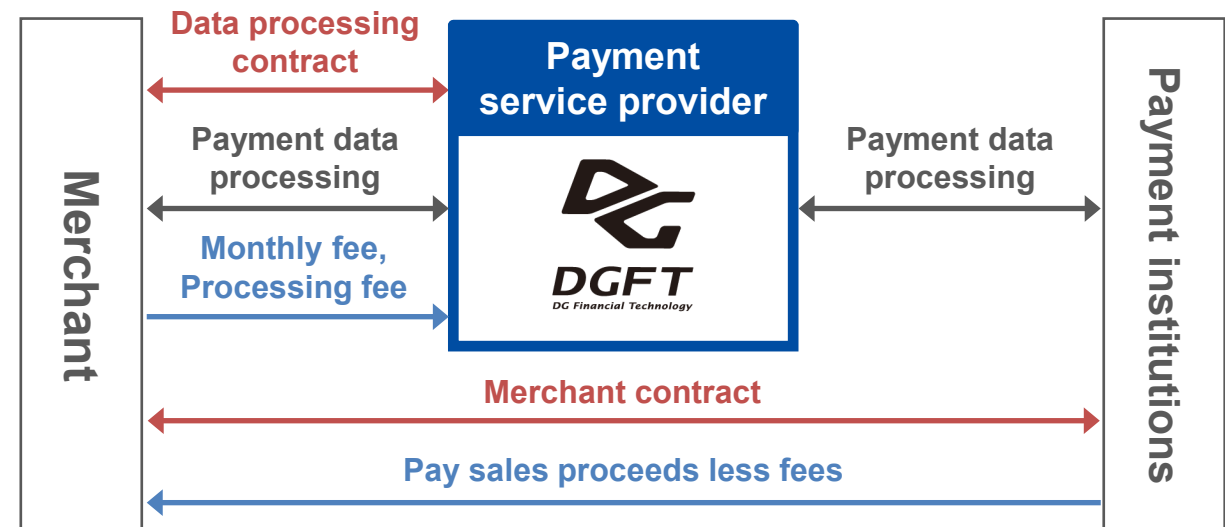 Merchant
Data processing
contract
Payment data
processing
Monthly fee,
Processing fee
Payment
service provider
DG
DGFT
DG Financial Technology
Payment data
processing
Merchant contract
Pay sales proceeds less fees
Payment institutions